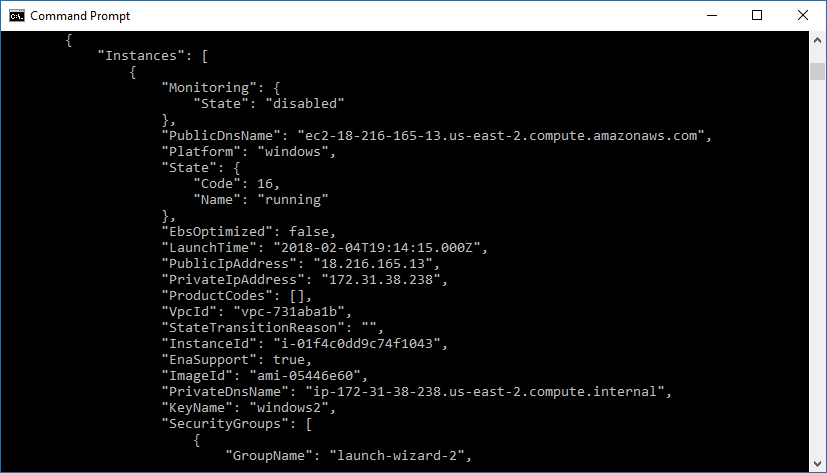 Command Prompt
{
"Instances": [
{
"Monitoring": {
"State": "disabled"
},
"PublicDnsName": "ec2-18-216-165-13.us-east-2.compute.amazonaws.com",
"Platform": "windows",
"State": {
"Code": 16,
"Name": "running"
},
"EbsOptimized": false,
"LaunchTime": "2018-02-04T19:14:15.000Z",
"PublicIpAddress": "18.216.165.13",
"PrivateIpAddress": "172.31.38.238",
"ProductCodes": [],
"VpcId": "vpc-731aba1b",
"StateTransitionReason": "",
"InstanceId": "i-01f4c0dd9c74f1043",
"EnaSupport": true,
"ImageId": "ami-05446e60",
"PrivateDnsName": "ip-172-31-38-238.us-east-2.compute.internal",
"KeyName": "windows2",
"SecurityGroups": [
{
"GroupName": "launch-wizard-2",